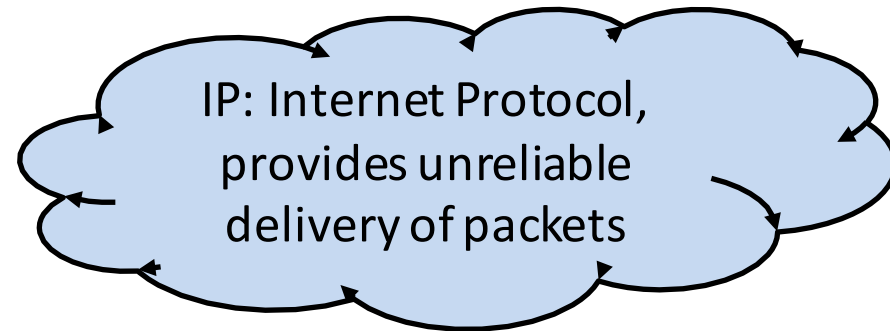 IP: Internet Protocol,
provides unreliable
delivery of packets